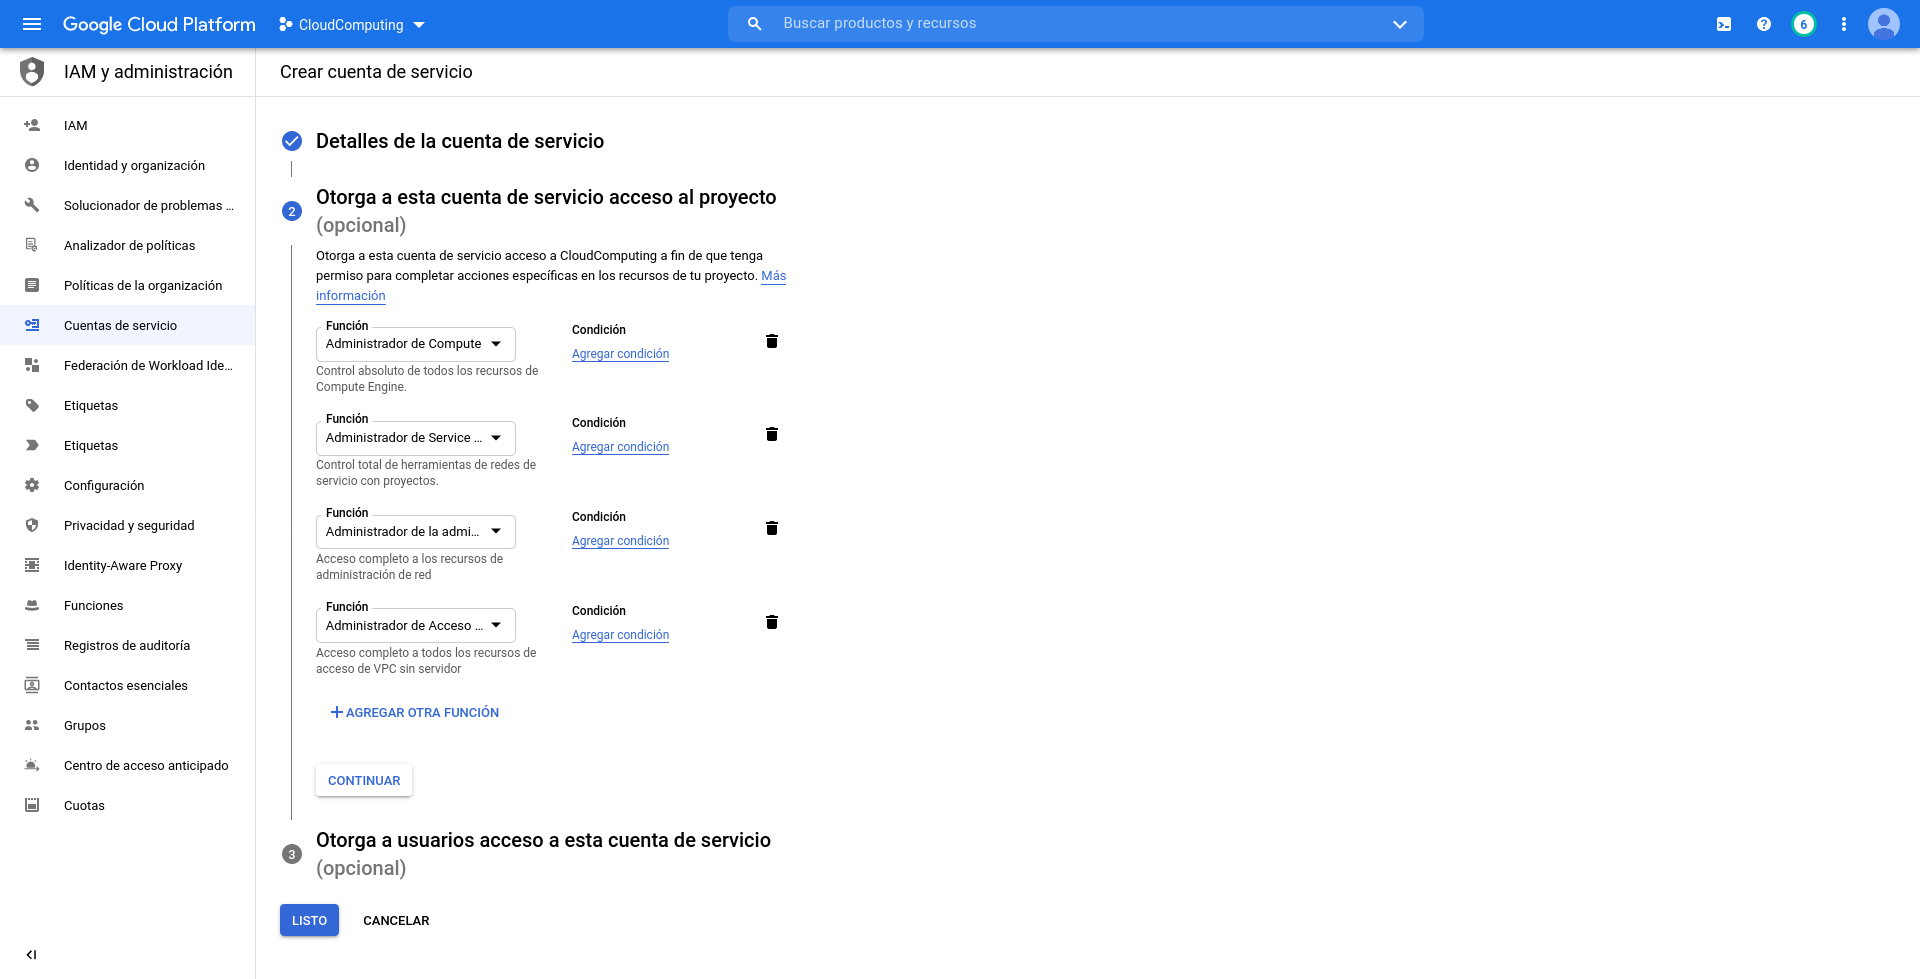 Google Cloud Platform
CloudComputing
Buscar productos y recursos
6
IAM y administración
Crear cuenta de servicio
IAM
Identidad y organización
Solucionador de problemas ...
Analizador de políticas
Políticas de la organización
Cuentas de servicio
Federación de Workload Ide...
Etiquetas
Etiquetas
Configuración
Privacidad y seguridad
Identity-Aware Proxy
Funciones
Registros de auditoría
Contactos esenciales
Grupos
Centro de acceso anticipado
Cuotas
Detalles de la cuenta de servicio
2
Otorga a esta cuenta de servicio acceso al proyecto
(opcional)
Otorga a esta cuenta de servicio acceso a CloudComputing a fin de que tenga
permiso para completar acciones específicas en los recursos de tu proyecto. Más
información
Función
Administrador de Compute
Condición
Agregar condición
Control absoluto de todos los recursos de
Compute Engine.
Función
Administrador de Service ...
Condición
Agregar condición
Control total de herramientas de redes de
servicio con proyectos.
Función
Administrador de la admi...
Condición
Agregar condición
Acceso completo a los recursos de
administración de red
Función
Administrador de Acceso ...
Condición
Agregar condición
Acceso completo a todos los recursos de
acceso de VPC sin servidor
AGREGAR OTRA FUNCIÓN
CONTINUAR
3
Otorga a usuarios acceso a esta cuenta de servicio
(opcional)
LISTO
CANCELAR